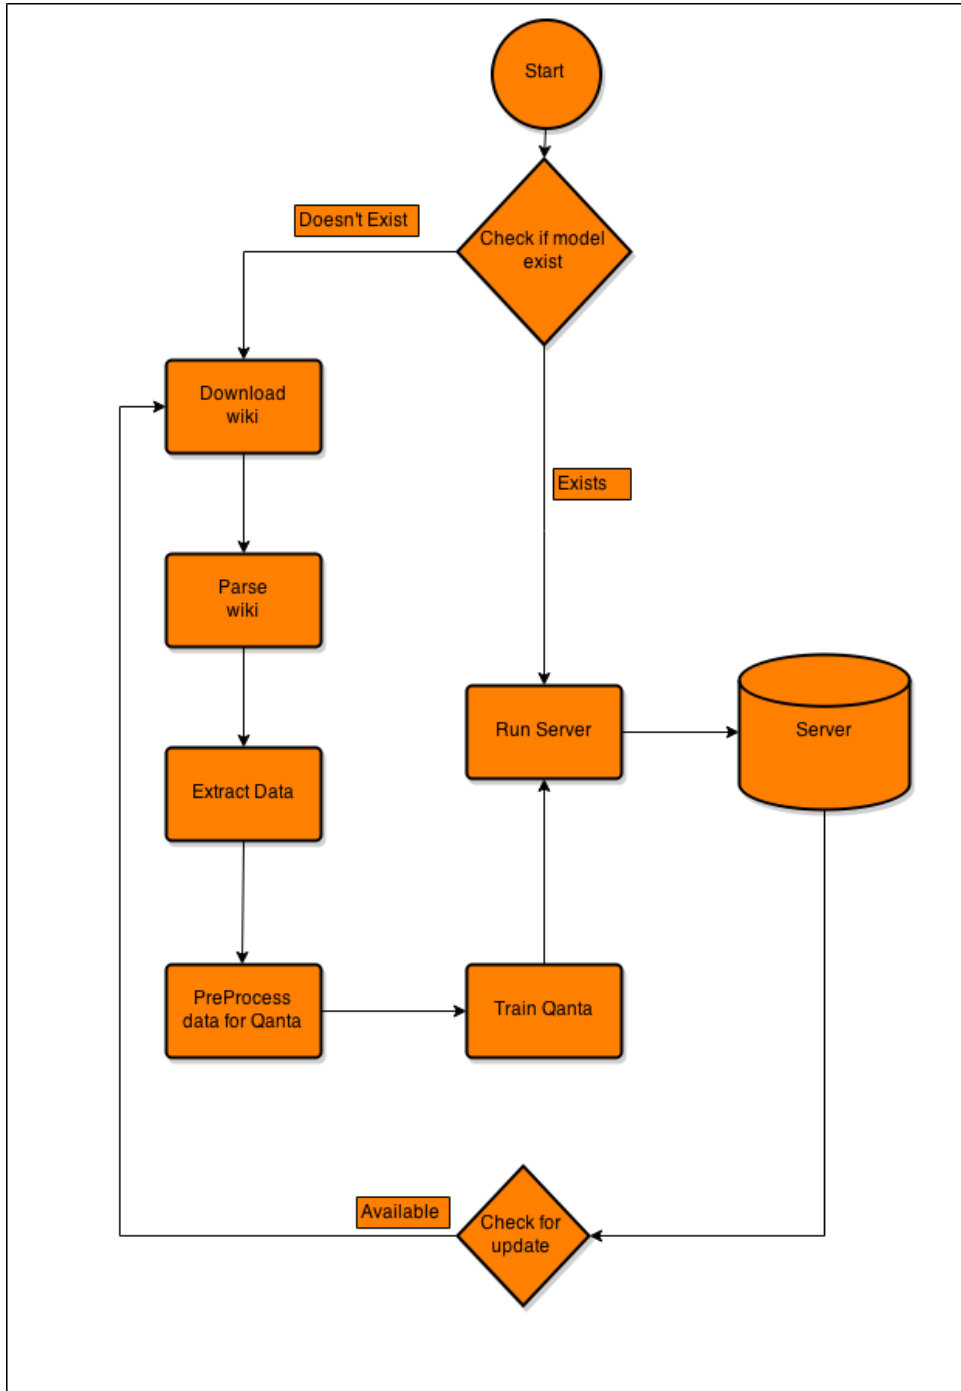 Start
Doesn't Exist
Check if model
exist
Download
wiki
Exists
Parse
wiki
Run Server
Server
Extract Data
PreProcess
data for Qanta
Train Qanta
Available
Check for
update